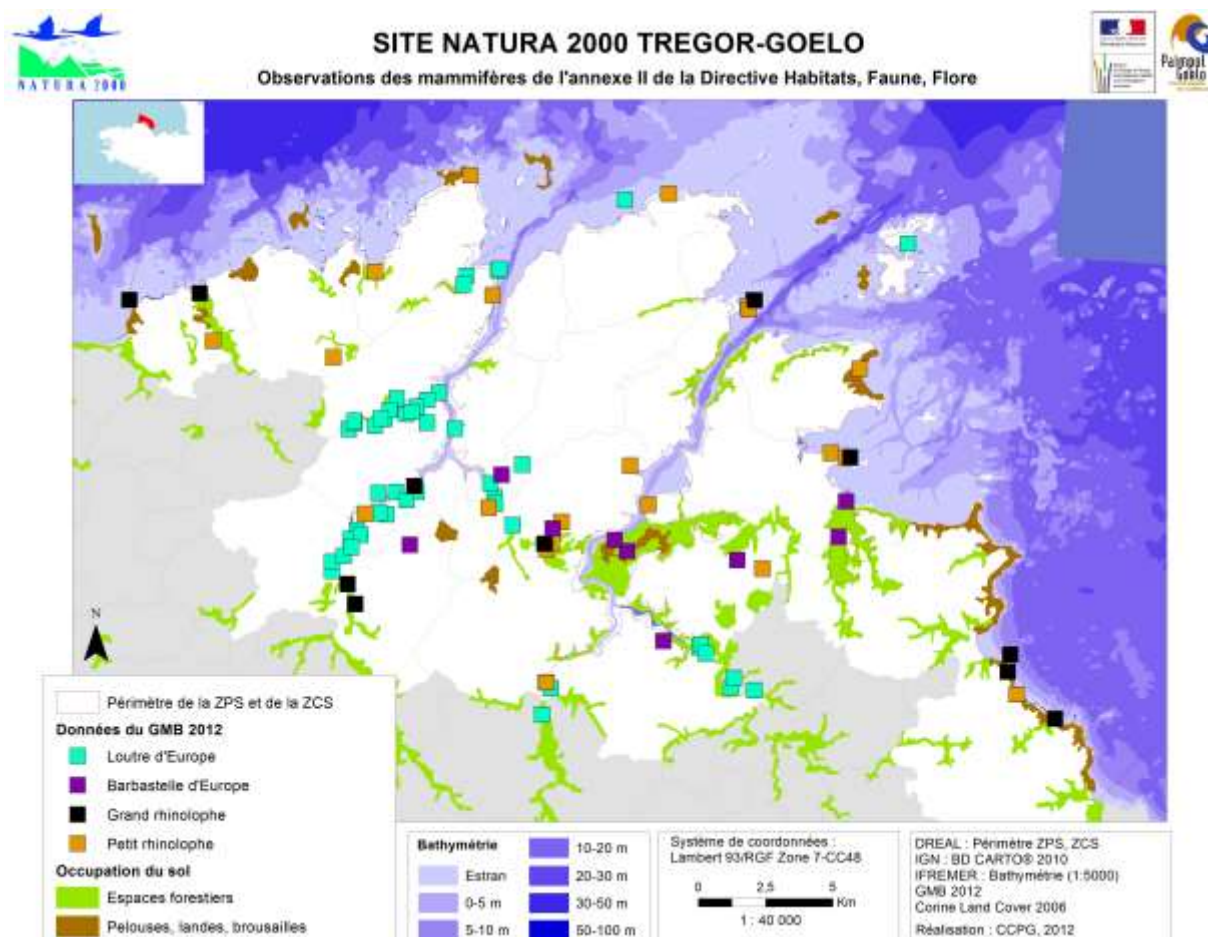 SITE NATURA 2000 TREGOR-GOELO
Observations des mammifères de l'annexe II de la Directive Habitats, Faune, Flore
NATURA 2000
Paimpol
Goëlo
N
Périmètre de la ZPS et de la ZCS
Données du GMB 2012
Loutre d'Europe
Barbastelle d'Europe
Grand rhinolophe
Petit rhinolophe
Occupation du sol
Espaces forestiers
Pelouses, landes, brousailles
Bathymétrie
Estran
0-5 m
5-10 m
10-20 m
20-30 m
30-50 m
50-100 m
Système de coordonnées :
Lambert 93/RGF Zone 7-CC48
0 2,5 5
Km
1 : 40 000
DREAL : Périmètre ZPS, ZCS
IGN : BD CARTO® 2010
IFREMER : Bathymétrie (1:5000)
GMB 2012
Corine Land Cover 2006
Réalisation : CCPG, 2012